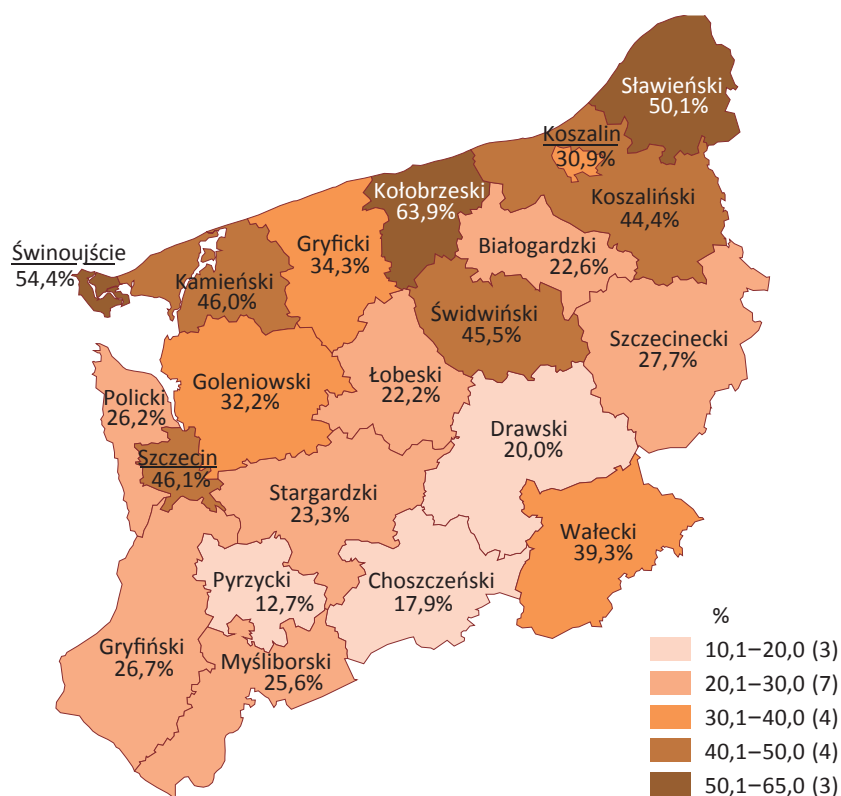 Sławieński
50,1%
Koszalin
30,9%
Kołobrzeski
63,9%
Koszaliński
44,4%
Gryficki
34,3%
Białogardzki
22,6%
Świnoujście
54,4%
Kamieński
46,0%
Świdwiński
45,5%
Szczecinecki
27,7%
Goleniowski
32,2%
Łobeski
22,2%
Policki
26,2%
Drawski
20,0%
Szczecin
46,1%
Stargardzki
23,3%
Wałecki
39,3%
Pyrzycki
12,7%
Choszczeński
17,9%
Gryfiński
26,7%
Myśliborski
25,6%
%
10,1–20,0 (3)
20,1–30,0 (7)
30,1–40,0 (4)
40,1–50,0 (4)
50,1–65,0 (3)